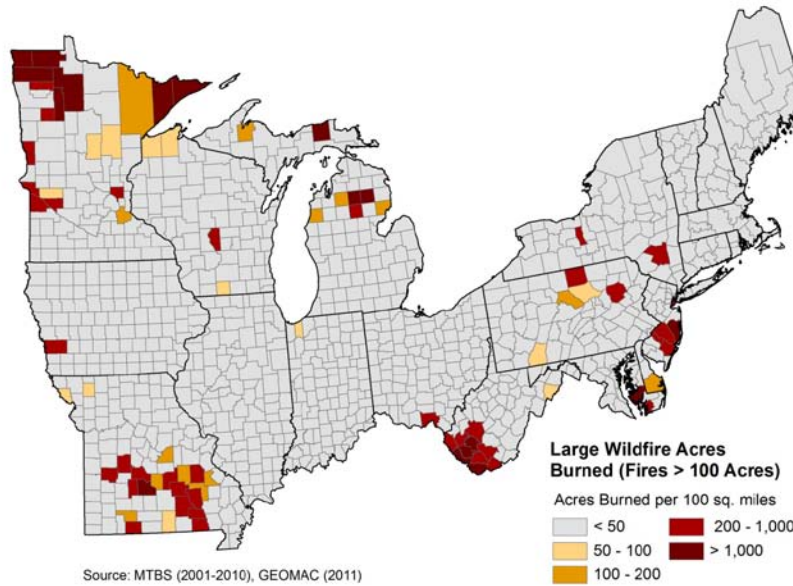 Large Wildfire Acres
Burned (Fires > 100 Acres)
Acres Burned per 100 sq. miles
< 50
200 - 1,000
50 - 100
> 1,000
100 - 200
Source: MTBS (2001-2010), GEOMAC (2011)